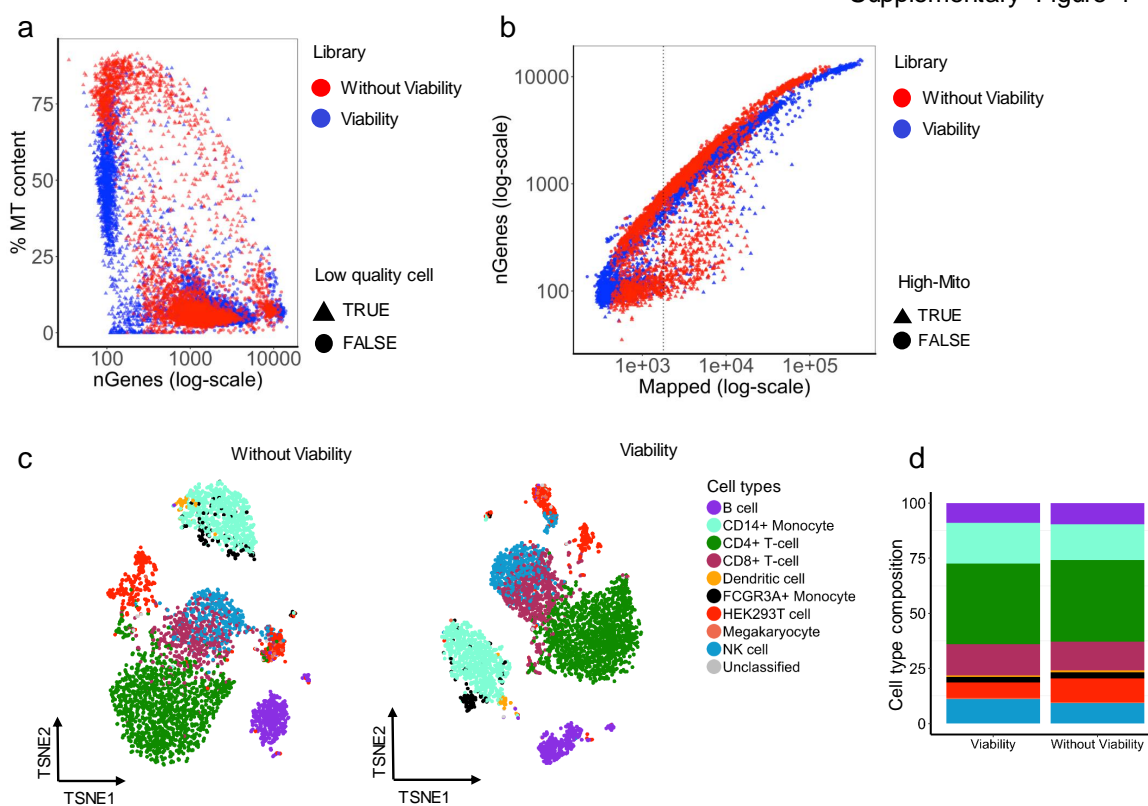 Supplementary Figure
a
% MT content
75
50
25
0
100
1000
10000
nGenes (log-scale)
Library
Without Viability
Viability
Low quality cell
TRUE
FALSE
b
nGenes (log-scale)
10000
1000
100
1e+03
1e+04
1e+05
Mapped (log-scale)
Library
Without Viability
Viability
High-Mito
TRUE
FALSE
c
Without Viability
TSNE2
TSNE1
Viability
TSNE2
TSNE1
Cell types
B cell
CD14+ Monocyte
CD4+ T-cell
CD8+ T-cell
Dendritic cell
FCGR3A+ Monocyte
HEK293T cell
Megakaryocyte
NK cell
Unclassified
d
Cell type composition
100
75
50
25
0
Viability
Without Viability